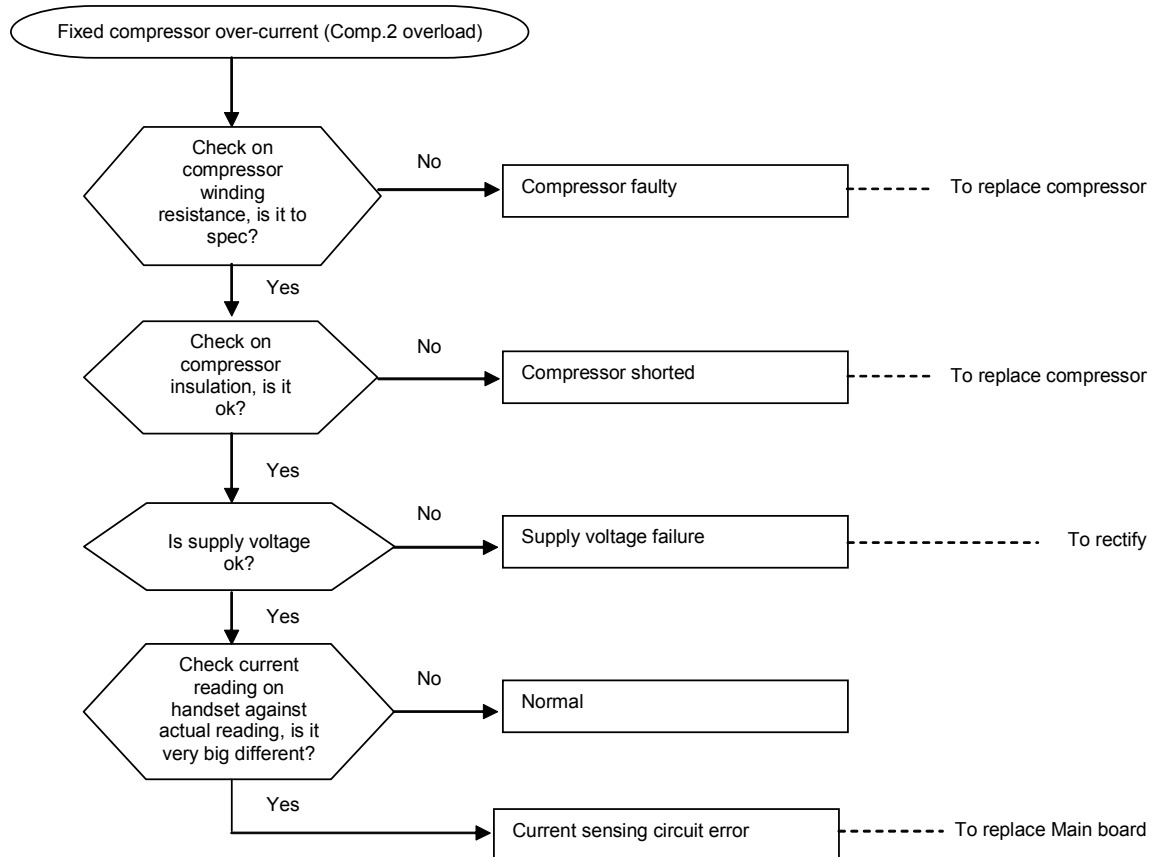 Fixed compressor over-current (Comp.2 overload)
Check on
compressor
winding
resistance, is it to
spec?
No
Compressor faulty
To replace compressor
Yes
Check on
compressor
insulation, is it
ok?
No
Compressor shorted
To replace compressor
Yes
Is supply voltage
ok?
No
Supply voltage failure
To rectify
Yes
Check current
reading on
handset against
actual reading, is it
very big different?
No
Normal
Yes
Current sensing circuit error
To replace Main board